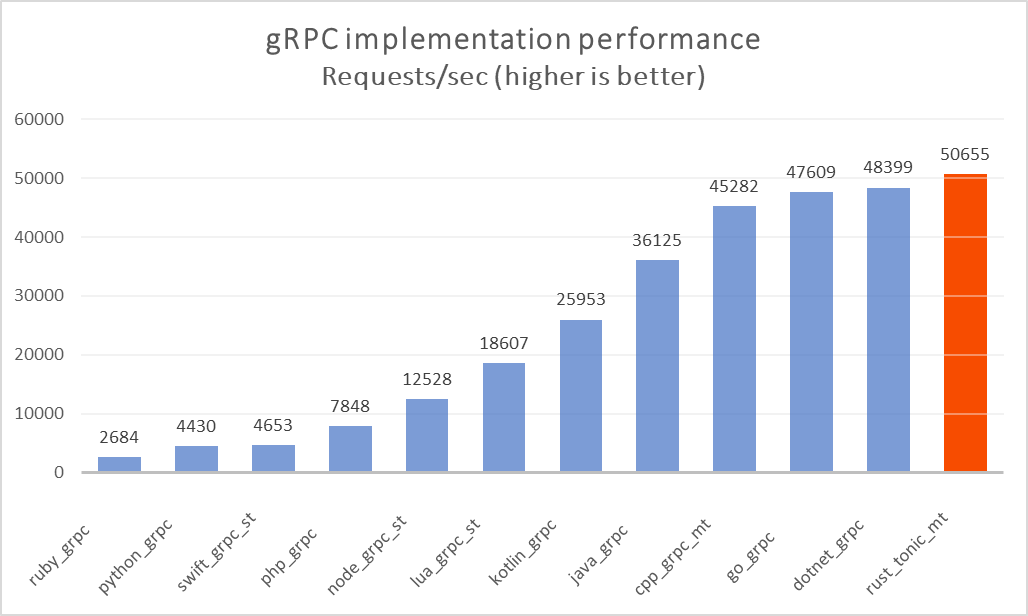 gRPC implementation performance
Requests/sec (higher is better)
60000
50000
40000
30000
20000
10000
0
2684
4430
4653
7848
12528
18607
25953
36125
45282
47609
48399
50655
ruby_grpc
python_grpc
swift_grpc_st
php_grpc
node_grpc_st
lua_grpc_st
kotlin_grpc
java_grpc
cpp_grpc_mt
go_grpc
dotnet_grpc
rust_tonic_mt